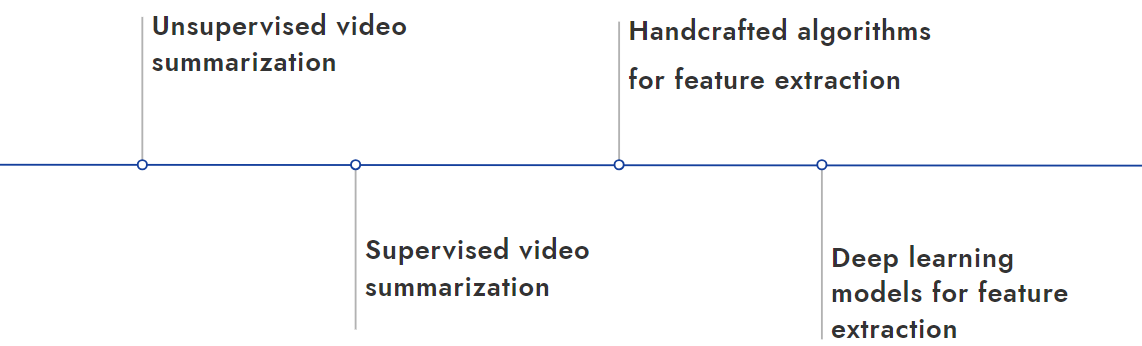 Unsupervised video
summarization
Supervised video
summarization
Handcrafted algorithms
for feature extraction
Deep learning
models for feature
extraction